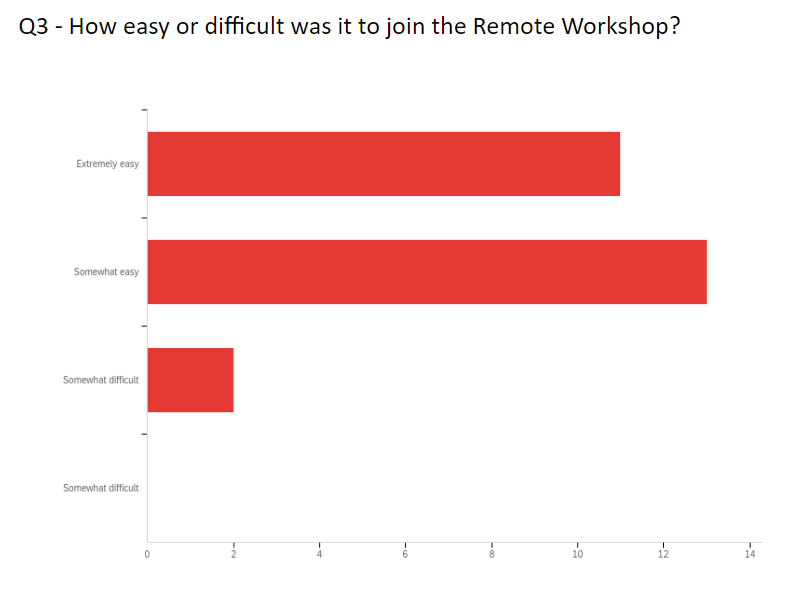 Q3 - How easy or difficult was it to join the Remote Workshop?
Extremely easy
Somewhat easy
Somewhat difficult
Somewhat difficult
0 2 4 6 8 10 12 14